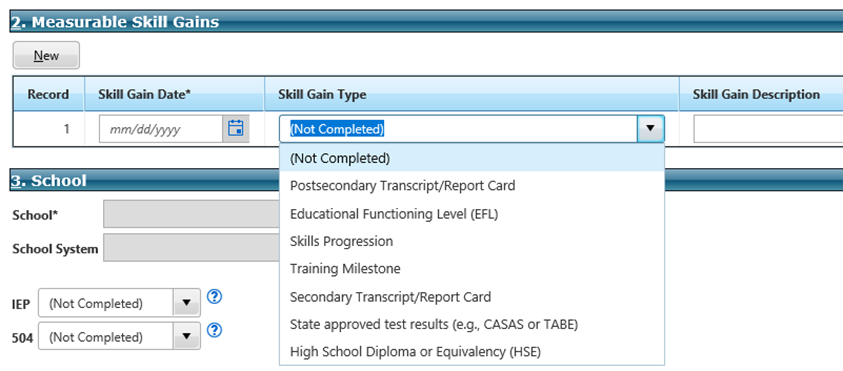 2. Measurable Skill Gains
New
Record Skill Gain Date* Skill Gain Type Skill Gain Description
1 mm/dd/yyyy (Not Completed)
(Not Completed)
Postsecondary Transcript/Report Card
Educational Functioning Level (EFL)
Skills Progression
Training Milestone
Secondary Transcript/Report Card
State approved test results (e.g., CASAS or TABE)
High School Diploma or Equivalency (HSE)
3. School
School*
School System
IEP (Not Completed) ?
504 (Not Completed) ?